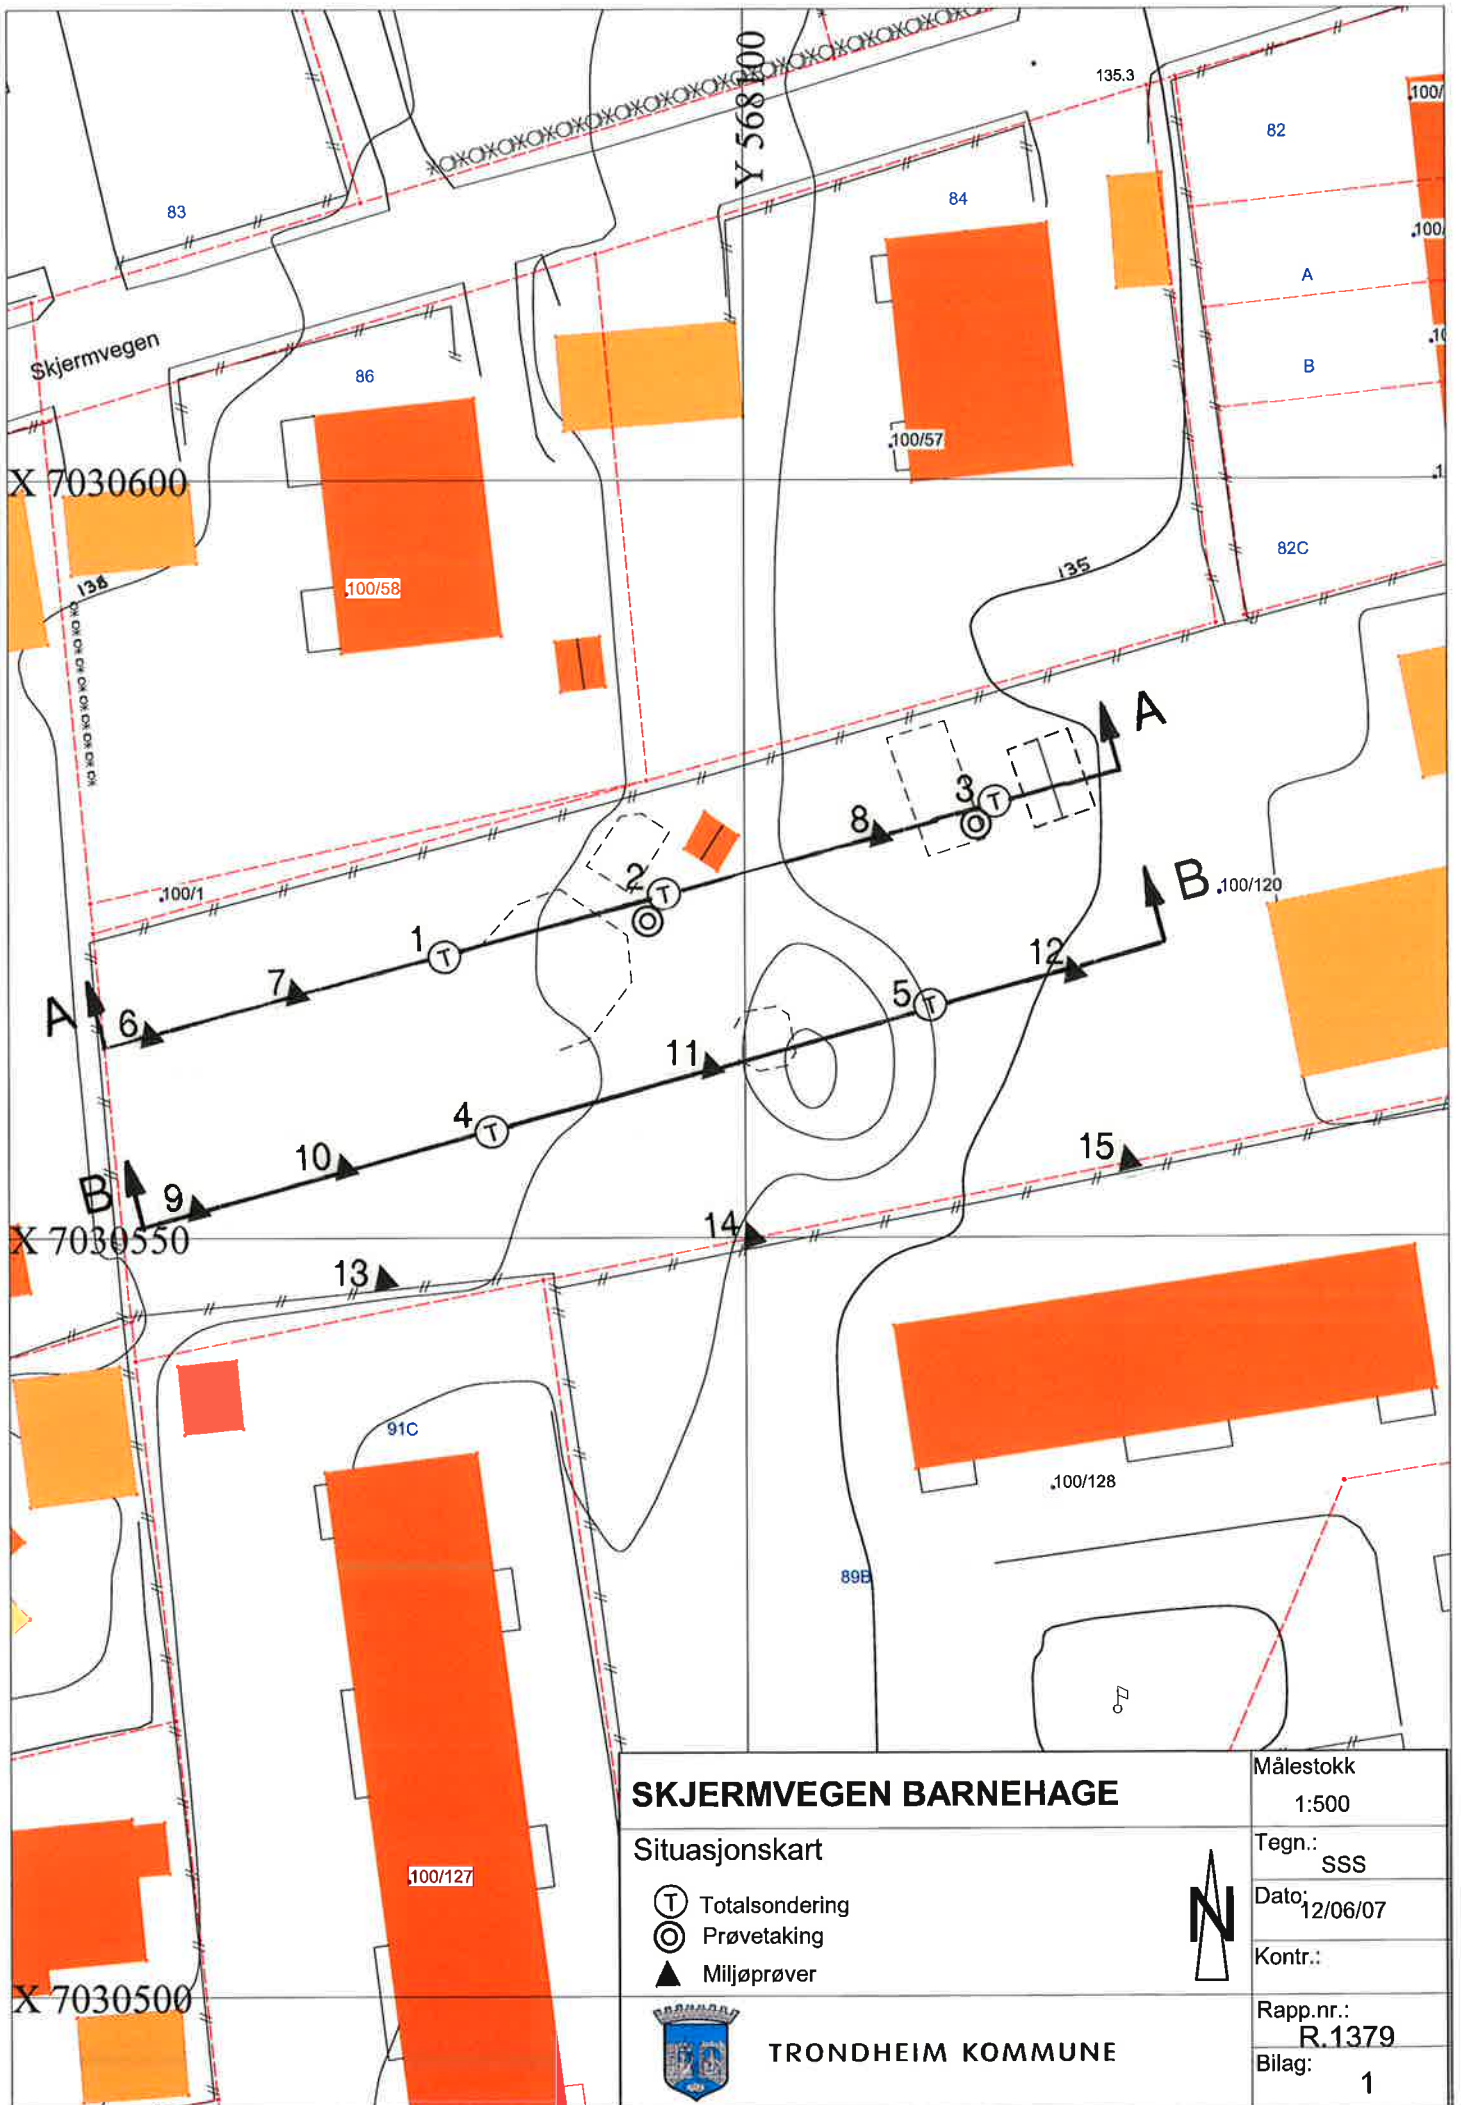 Y 568100
135.3
100/
82
83
84
.100/
A
Skjermvegen
86
B
.100/57
X 7030600
82C
138
135
.100/58
A
3
8
2
B
.100/120
.100/1
1
12
7
5
A
6
11
4
15
10
B
9
14
X 7030550
13
91C
.100/128
89B
SKJERMVEGEN BARNEHAGE
Målestokk
1:500
Situasjonskart
Tegn.:
SSS
.100/127
T Totalsondering
Dato:
12/06/07
Prøvetaking
N
Kontr.:
Miljøprøver
X 7030500
Rapp.nr.:
R.1379
TRONDHEIM KOMMUNE
Bilag:
1